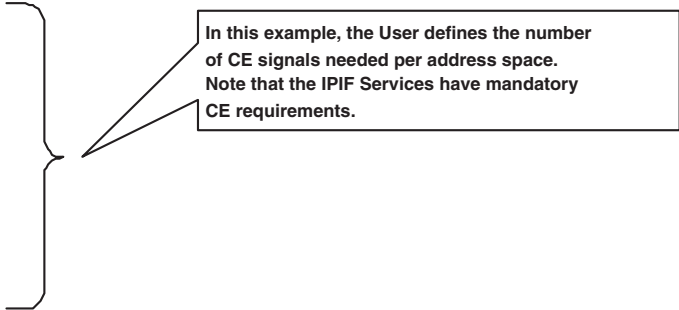 In this example, the User defines the number
of CE signals needed per address space.
Note that the IPIF Services have mandatory
CE requirements.